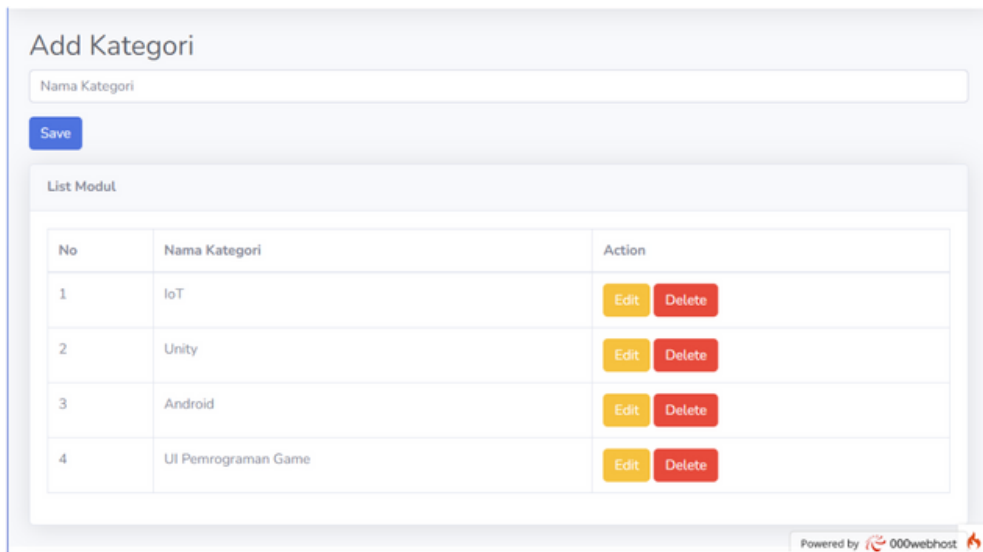 Add Kategori
Nama Kategori
Save
List Modul
No Nama Kategori Action
1 IoT Edit Delete
2 Unity Edit Delete
3 Android Edit Delete
4 UI Pemrograman Game Edit Delete
Powered by 000webhost